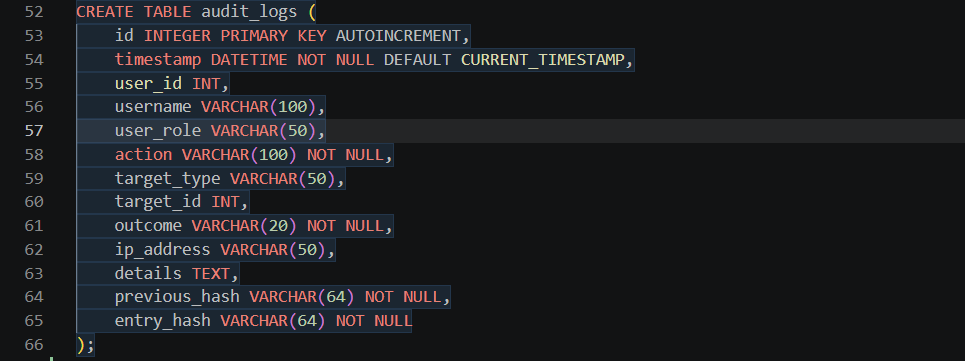 52 CREATE TABLE audit_logs (
53 id INTEGER PRIMARY KEY AUTOINCREMENT,
54 timestamp DATETIME NOT NULL DEFAULT CURRENT_TIMESTAMP,
55 user_id INT,
56 username VARCHAR(100),
57 user_role VARCHAR(50),
58 action VARCHAR(100) NOT NULL,
59 target_type VARCHAR(50),
60 target_id INT,
61 outcome VARCHAR(20) NOT NULL,
62 ip_address VARCHAR(50),
63 details TEXT,
64 previous_hash VARCHAR(64) NOT NULL,
65 entry_hash VARCHAR(64) NOT NULL
66 );